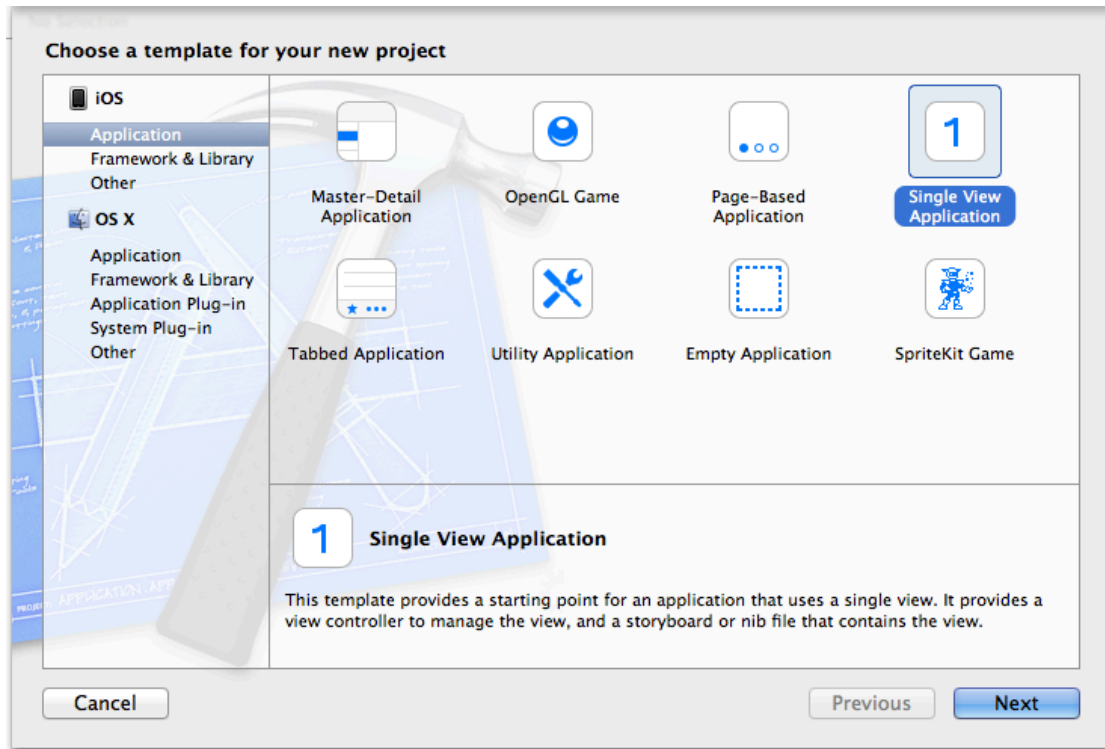 No Selection
Choose a template for your new project
iOS
Application
Framework & Library
Other
OS X
Application
Framework & Library
Application Plug-in
System Plug-in
Other
Master-Detail
Application
OpenGL Game
Page-Based
Application
1
Single View
Application
Tabbed Application
Utility Application
Empty Application
SpriteKit Game
1
Single View Application
This template provides a starting point for an application that uses a single view. It provides a
view controller to manage the view, and a storyboard or nib file that contains the view.
Cancel
Previous
Next